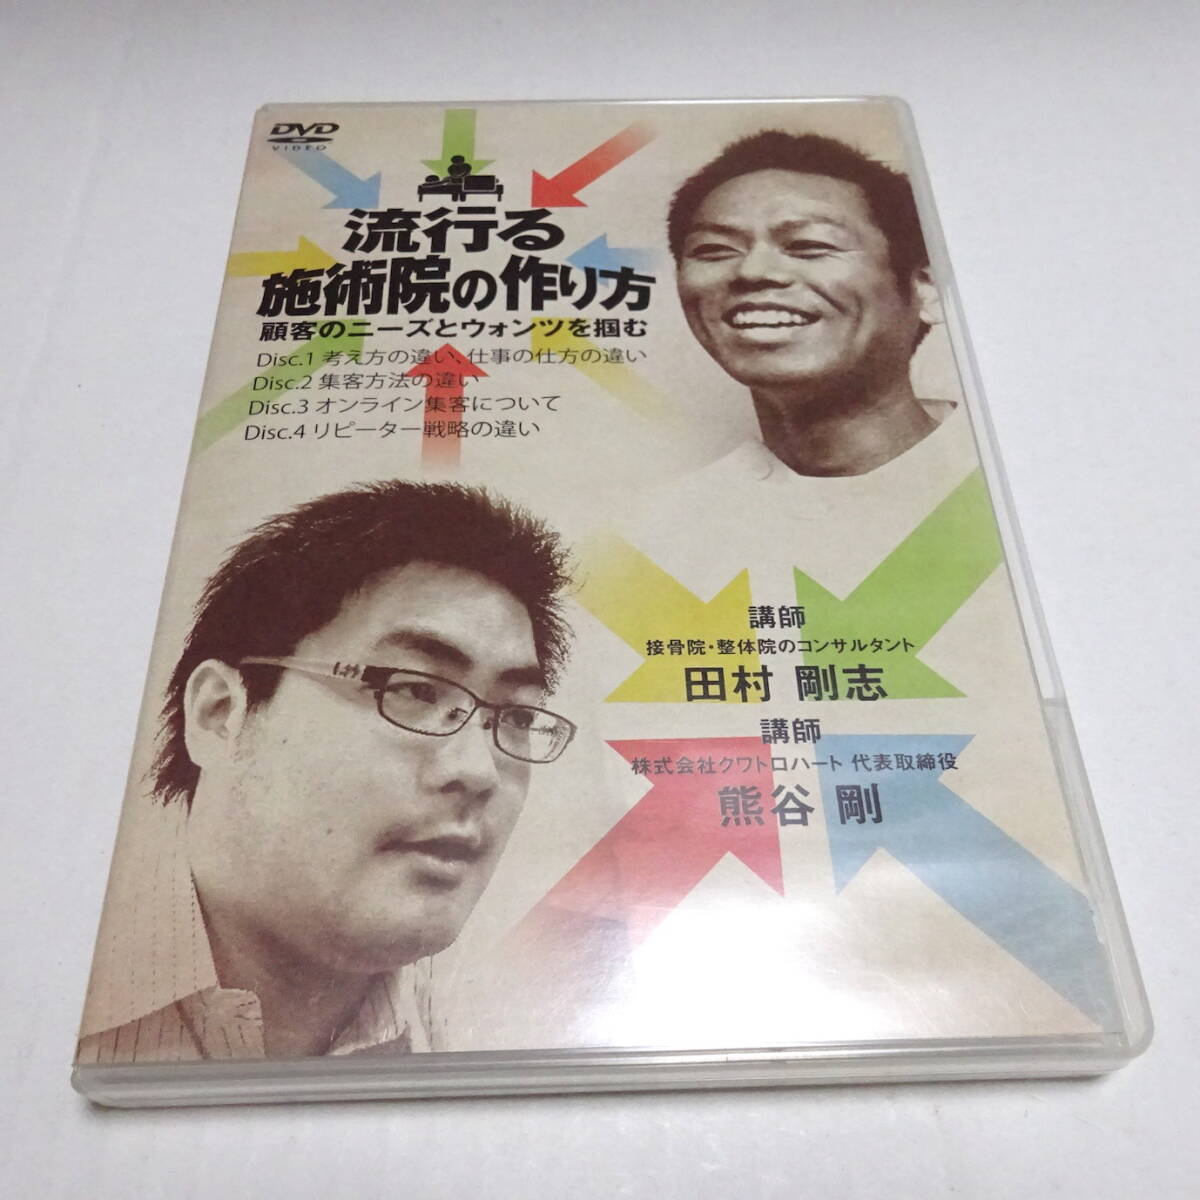 DVD
VIDEO
流行る
施術院の作り方
顧客のニーズとウォンツを掴む
Disc.1 考え方の違い、仕事の仕方の違い
Disc.2 集客方法の違い
Disc.3 オンライン集客について
Disc.4 リピーター戦略の違い
講師
接骨院・整体院のコンサルタント
田村 剛志
講師
株式会社クワトロハート 代表取締役
熊谷 剛